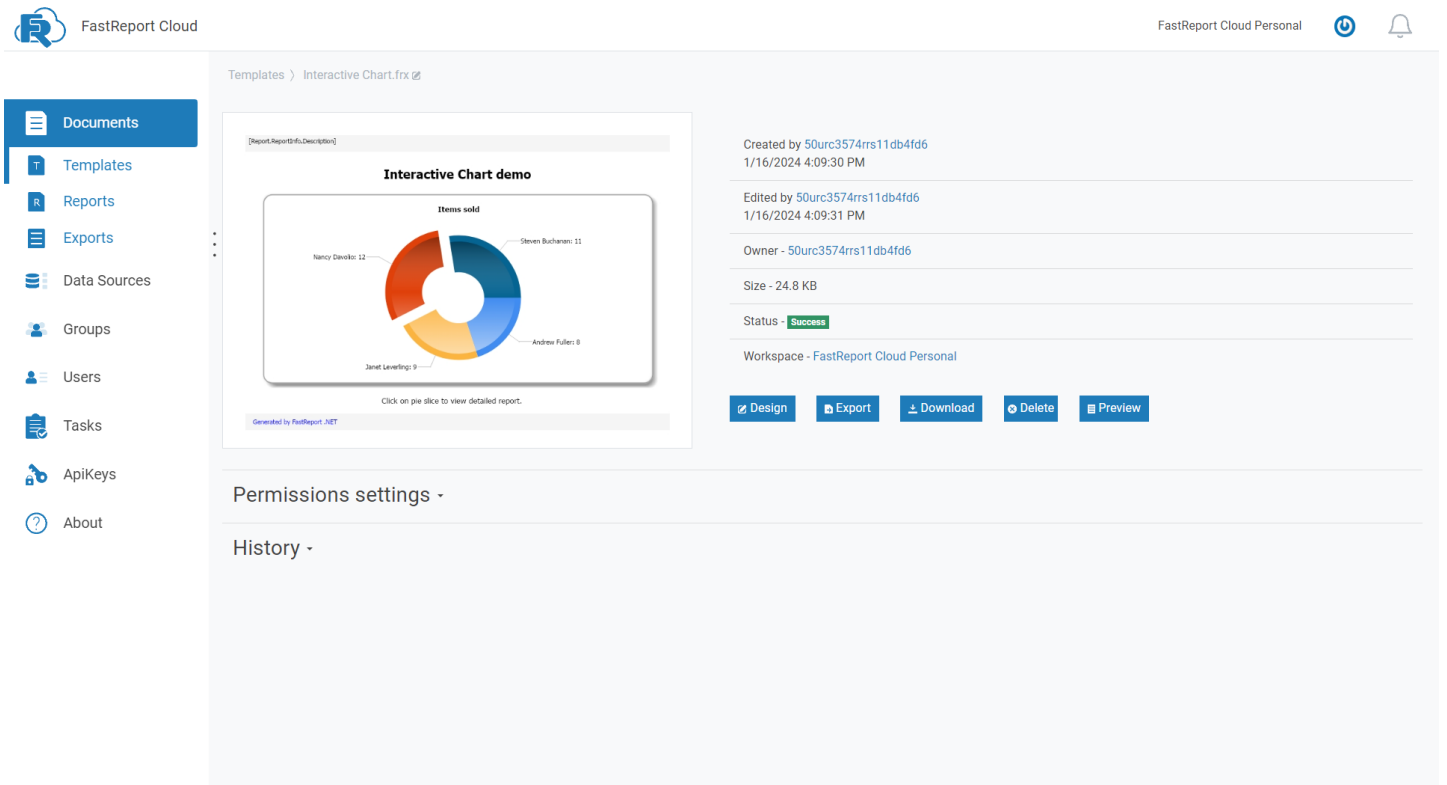 FastReport Cloud
FastReport Cloud Personal
Templates 〉 Interactive Chart.frx
Documents
Templates
Reports
Exports
Data Sources
Groups
Users
Tasks
ApiKeys
About
[Report.ReportInfo.Description]
Interactive Chart demo
Items sold
Steven Buchanan: 11
Nancy Davolio: 12
Andrew Fuller: 8
Janet Leverling: 9
Click on pie slice to view detailed report.
Generated by FastReport .NET
Created by 50urc3574rrs11db4fd6
1/16/2024 4:09:30 PM
Edited by 50urc3574rrs11db4fd6
1/16/2024 4:09:31 PM
Owner - 50urc3574rrs11db4fd6
Size - 24.8 KB
Status - Success
Workspace - FastReport Cloud Personal
Design Export Download Delete Preview
Permissions settings
History